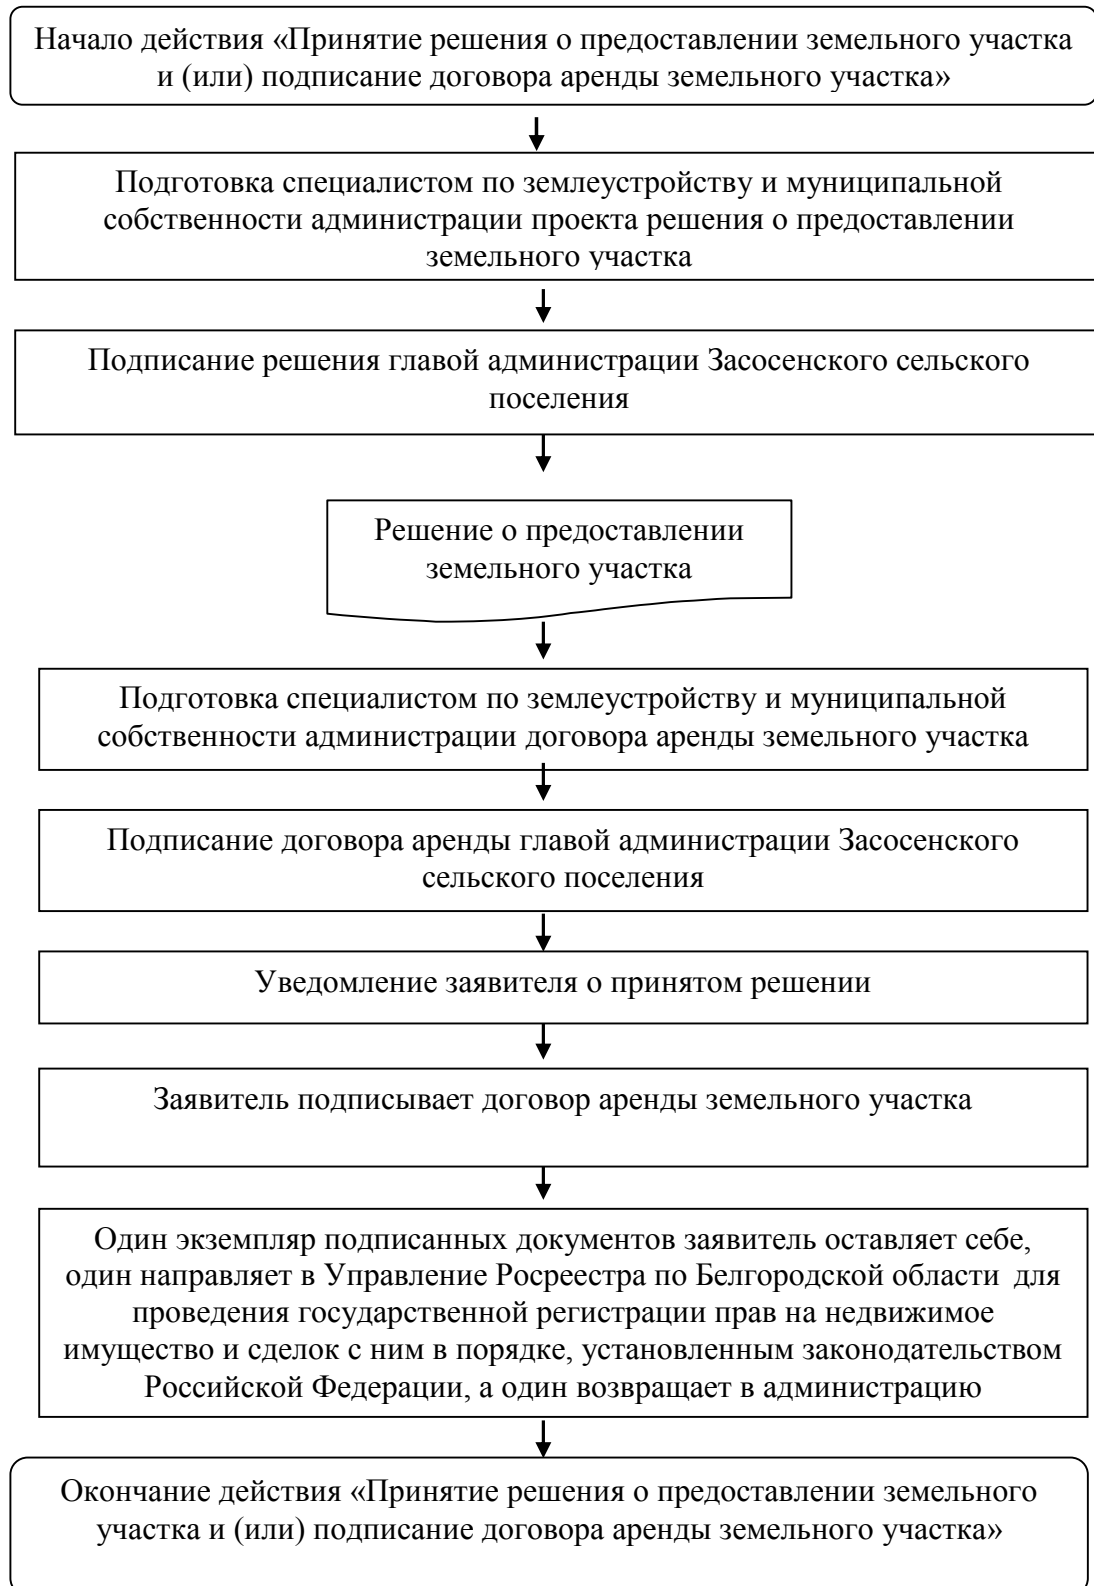 Начало действия «Принятие решения о предоставлении земельного участка
и (или) подписание договора аренды земельного участка»
Подготовка специалистом по землеустройству и муниципальной
собственности администрации проекта решения о предоставлении
земельного участка
Подписание решения главой администрации Засосенского сельского
поселения
Решение о предоставлении
земельного участка
Подготовка специалистом по землеустройству и муниципальной
собственности администрации договора аренды земельного участка
Подписание договора аренды главой администрации Засосенского
сельского поселения
Уведомление заявителя о принятом решении
Заявитель подписывает договор аренды земельного участка
Один экземпляр подписанных документов заявитель оставляет себе,
один направляет в Управление Росреестра по Белгородской области для
проведения государственной регистрации прав на недвижимое
имущество и сделок с ним в порядке, установленным законодательством
Российской Федерации, а один возвращает в администрацию
Окончание действия «Принятие решения о предоставлении земельного
участка и (или) подписание договора аренды земельного участка»